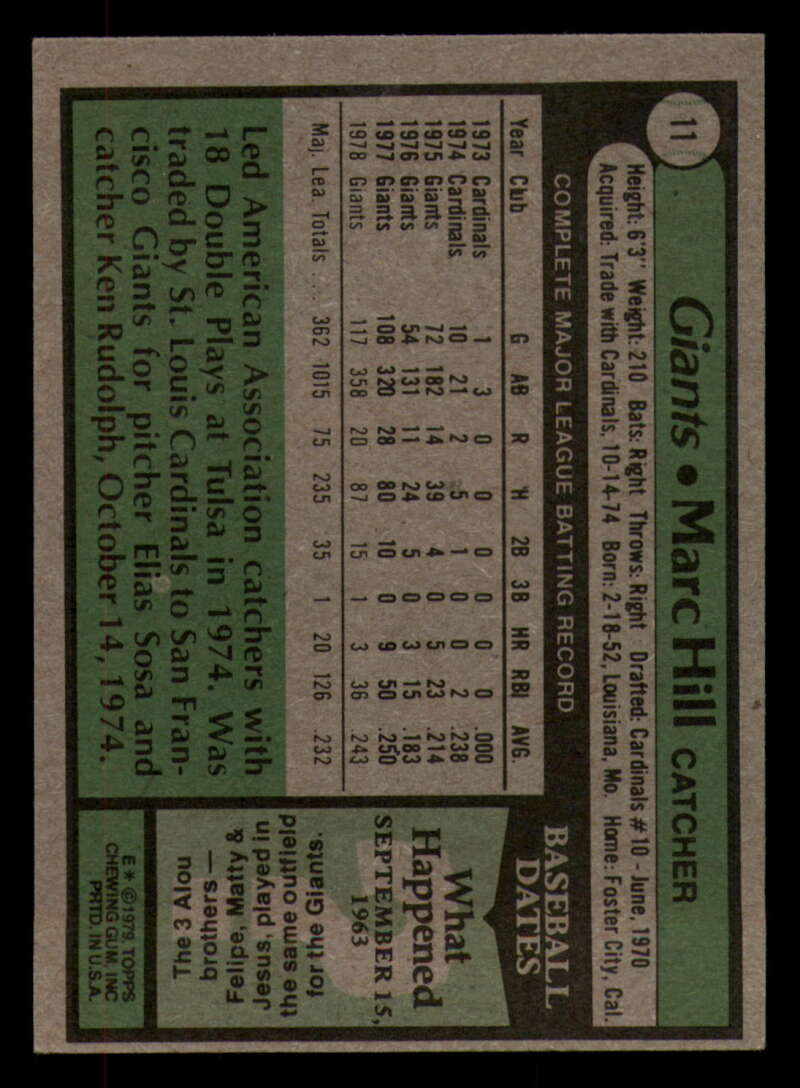 11
Giants • Marc Hill CATCHER
Height: 6'3" Weight: 210 Bats: Right Throws: Right Drafted: Cardinals #10 - June, 1970
Acquired: Trade with Cardinals, 10-14-74 Born: 2-18-52, Louisiana, Mo. Home: Foster City, Cal.
COMPLETE MAJOR LEAGUE BATTING RECORD
Year Club G AB R H 2B 3B HR RBI AVG.
1973 Cardinals 1 3 0 0 0 0 0 0 .000
1974 Cardinals 10 21 2 5 1 0 0 2 .238
1975 Giants 72 182 14 39 4 0 5 23 .214
1976 Giants 54 131 11 24 5 0 3 15 .183
1977 Giants 108 320 28 80 10 0 9 50 .250
1978 Giants 117 358 20 87 15 1 3 36 .243
Maj. Lea. Totals .... 362 1015 75 235 35 1 20 126 .232
Led American Association catchers with
18 Double Plays at Tulsa in 1974. Was
traded by St. Louis Cardinals to San Fran-
cisco Giants for pitcher Elias Sosa and
catcher Ken Rudolph, October 14, 1974.
BASEBALL
DATES
What
Happened
SEPTEMBER 15,
1963
The 3 Alou
brothers—
Felipe, Matty &
Jesus, played in
the same outfield
for the Giants.
E* ©1979, TOPPS
CHEWING GUM, INC
PRTD. IN U.S.A.